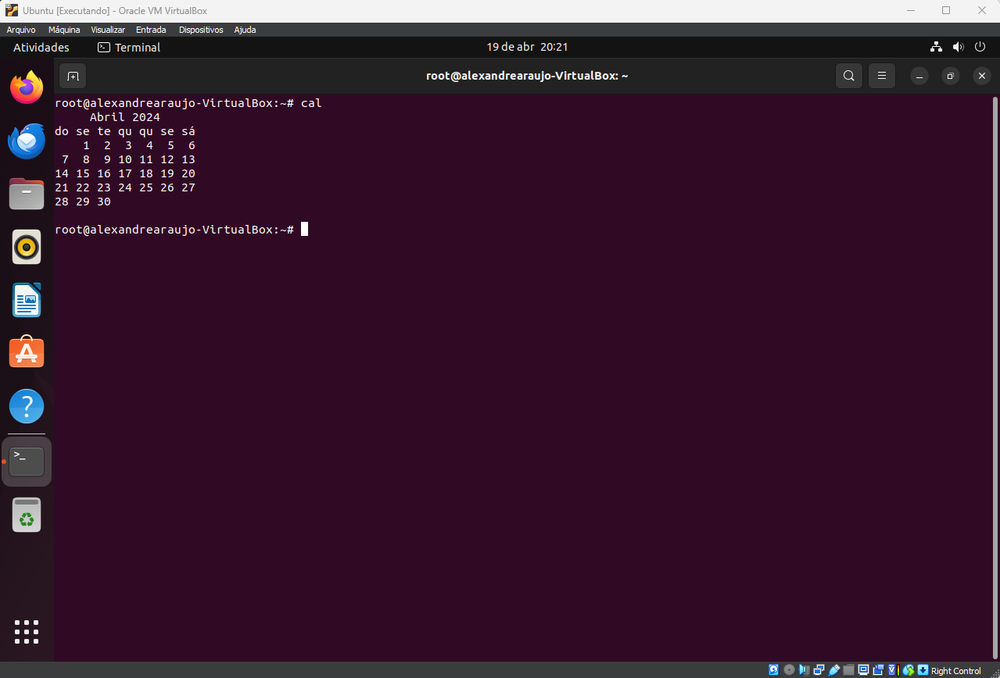 Ubuntu [Executando] - Oracle VM VirtualBox
Arquivo Máquina Visualizar Entrada Dispositivos Ajuda
Atividades Terminal 19 de abr 20:21
root@alexandrearaujo-VirtualBox: ~
root@alexandrearaujo-VirtualBox:~# cal
     Abril 2024
do se te qu qu se sá
    1  2  3  4  5  6
 7  8  9 10 11 12 13
14 15 16 17 18 19 20
21 22 23 24 25 26 27
28 29 30
root@alexandrearaujo-VirtualBox:~#
Right Control